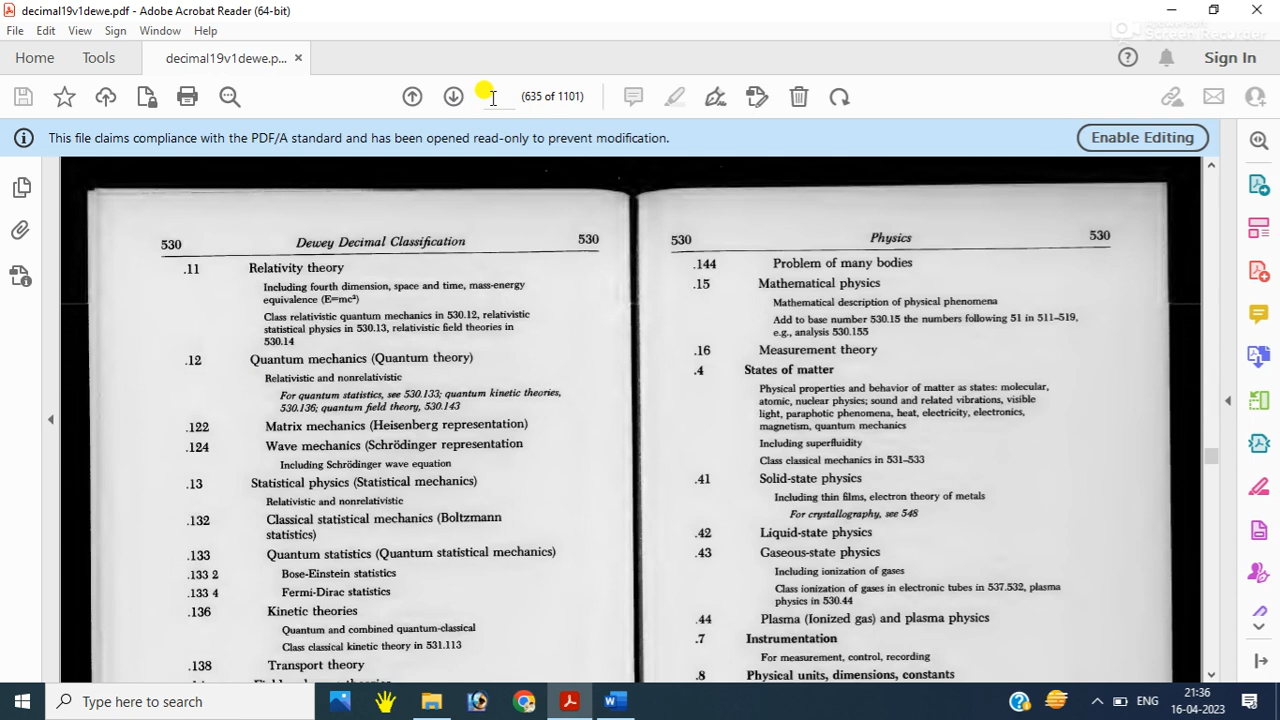 decimal19v1dewe.pdf - Adobe Acrobat Reader (64-bit)
File Edit View Sign Window Help
Home Tools decimal19v1dewe.p... × Sign In
(635 of 1101)
This file claims compliance with the PDF/A standard and has been opened read-only to prevent modification. Enable Editing
530 Dewey Decimal Classification 530
.11 Relativity theory
Including fourth dimension, space and time, mass-energy
equivalence (E=mc²)
Class relativistic quantum mechanics in 530.12, relativistic
statistical physics in 530.13, relativistic field theories in
530.14
.12 Quantum mechanics (Quantum theory)
Relativistic and nonrelativistic
For quantum statistics, see 530.133; quantum kinetic theories,
530.136; quantum field theory, 530.143
.122 Matrix mechanics (Heisenberg representation)
.124 Wave mechanics (Schrödinger representation
Including Schrödinger wave equation
.13 Statistical physics (Statistical mechanics)
Relativistic and nonrelativistic
.132 Classical statistical mechanics (Boltzmann
statistics)
.133 Quantum statistics (Quantum statistical mechanics)
.133 2 Bose-Einstein statistics
.133 4 Fermi-Dirac statistics
.136 Kinetic theories
Quantum and combined quantum-classical
Class classical kinetic theory in 531.113
.138 Transport theory
530 Physics 530
.144 Problem of many bodies
.15 Mathematical physics
Mathematical description of physical phenomena
Add to base number 530.15 the numbers following 51 in 511–519,
e.g., analysis 530.155
.16 Measurement theory
.4 States of matter
Physical properties and behavior of matter as states: molecular,
atomic, nuclear physics; sound and related vibrations, visible
light, paraphotic phenomena, heat, electricity, electronics,
magnetism, quantum mechanics
Including superfluidity
Class classical mechanics in 531–533
.41 Solid-state physics
Including thin films, electron theory of metals
For crystallography, see 548
.42 Liquid-state physics
.43 Gaseous-state physics
Including ionization of gases
Class ionization of gases in electronic tubes in 537.532, plasma
physics in 530.44
.44 Plasma (Ionized gas) and plasma physics
.7 Instrumentation
For measurement, control, recording
.8 Physical units, dimensions, constants
Type here to search
ENG
21:36
16-04-2023